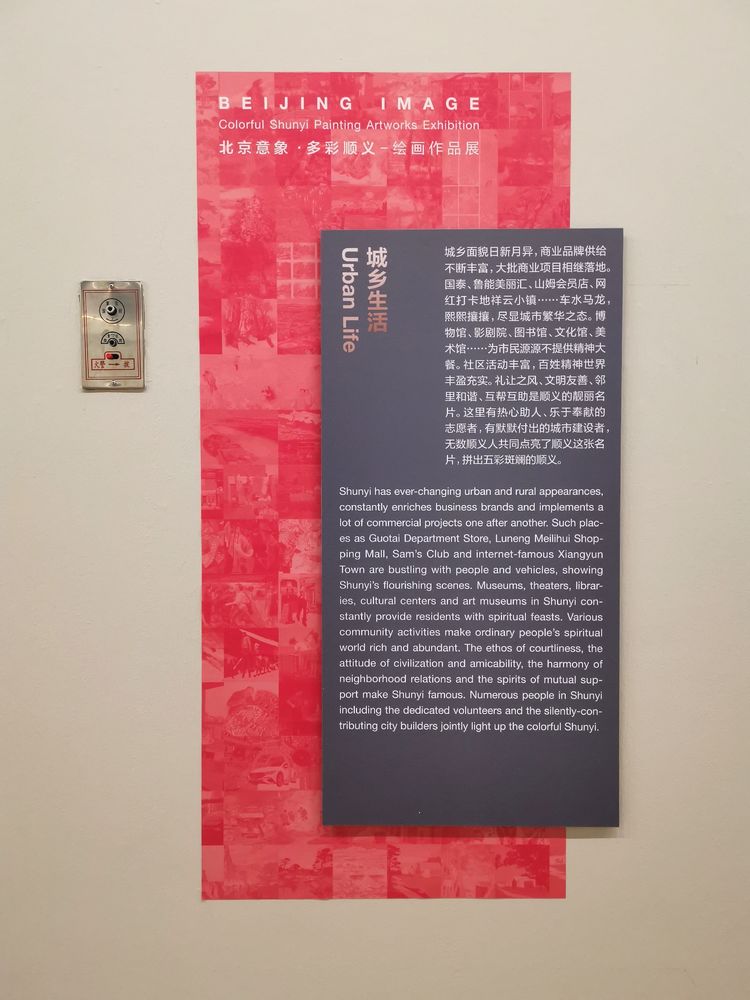 BEIJING IMAGE
Colorful Shunyi Painting Artworks Exhibition
北京意象·多彩顺义-绘画作品展
城乡生活
Urban Life
城乡面貌日新月异，商业品牌供给
不断丰富，大批商业项目相继落地。
国泰、鲁能美丽汇、山姆会员店、网
红打卡地祥云小镇……车水马龙，
熙熙攘攘，尽显城市繁华之态。博
物馆、影剧院、图书馆、文化馆、美
术馆……为市民源源不提供精神大
餐。社区活动丰富，百姓精神世界
丰盈充实。礼让之风、文明友善、邻
里和谐、互帮互助是顺义的靓丽名
片。这里有热心助人、乐于奉献的
志愿者，有默默付出的城市建设者，
无数顺义人共同点亮了顺义这张名
片，拼出五彩斑斓的顺义。
Shunyi has ever-changing urban and rural appearances,
constantly enriches business brands and implements a
lot of commercial projects one after another. Such plac-
es as Guotai Department Store, Luneng Meilihui Shop-
ping Mall, Sam's Club and internet-famous Xiangyun
Town are bustling with people and vehicles, showing
Shunyi's flourishing scenes. Museums, theaters, librar-
ies, cultural centers and art museums in Shunyi con-
stantly provide residents with spiritual feasts. Various
community activities make ordinary people's spiritual
world rich and abundant. The ethos of courtliness, the
attitude of civilization and amicability, the harmony of
neighborhood relations and the spirits of mutual sup-
port make Shunyi famous. Numerous people in Shunyi
including the dedicated volunteers and the silently-con-
tributing city builders jointly light up the colorful Shunyi.